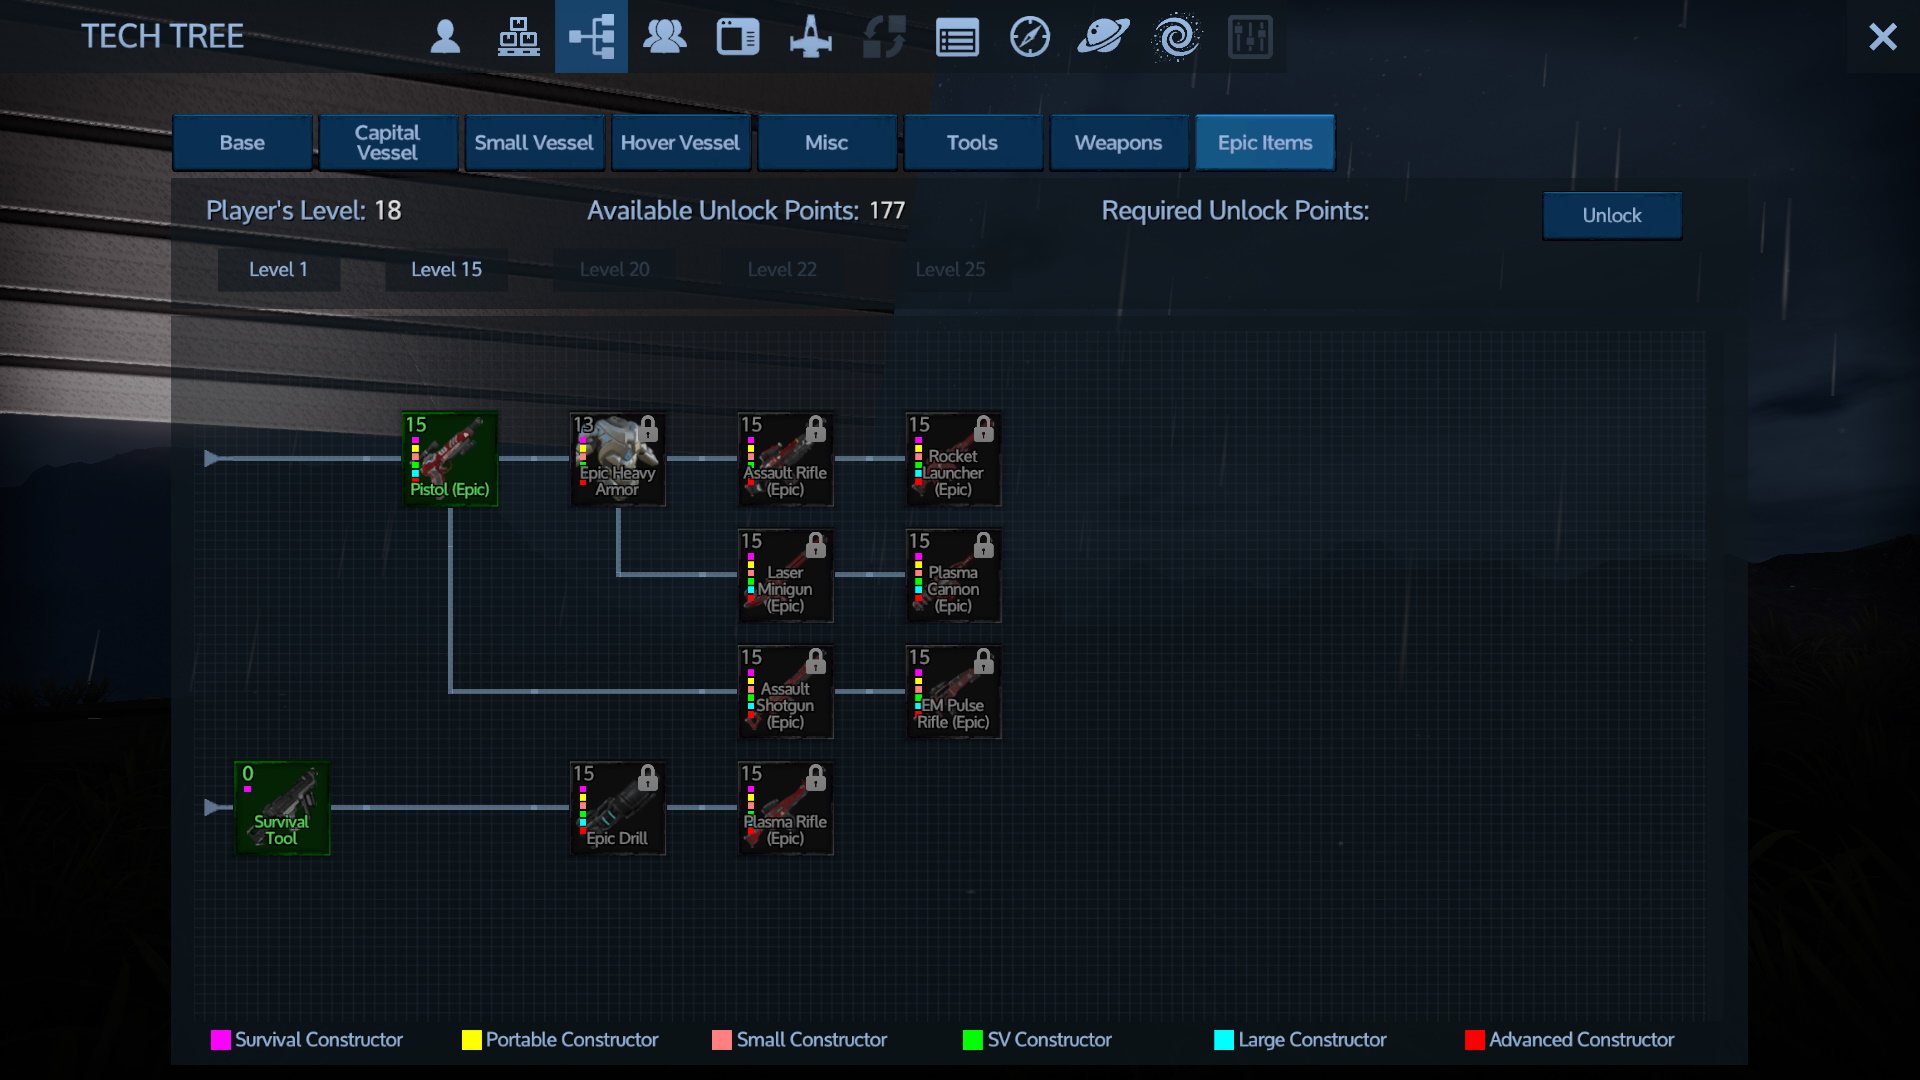 TECH TREE
Base
Capital
Vessel
Small Vessel
Hover Vessel
Misc
Tools
Weapons
Epic Items
Player's Level: 18
Available Unlock Points: 177
Required Unlock Points:
Unlock
Level 1
Level 15
Level 20
Level 22
Level 25
15
Pistol (Epic)
13
Epic Heavy
Armor
15
Assault Rifle
(Epic)
15
Rocket
Launcher
(Epic)
15
Laser
Minigun
(Epic)
15
Plasma
Cannon
(Epic)
15
Assault
Shotgun
(Epic)
15
EM Pulse
Rifle (Epic)
0
Survival
Tool
15
Epic Drill
15
Plasma Rifle
(Epic)
Survival Constructor
Portable Constructor
Small Constructor
SV Constructor
Large Constructor
Advanced Constructor